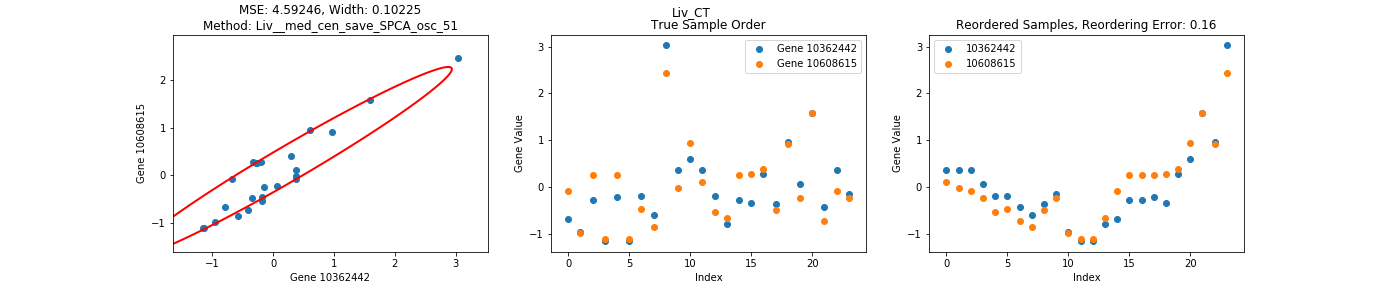 Liv_CT
MSE: 4.59246, Width: 0.10225
Method: Liv__med_cen_save_SPCA_osc_51
Gene 10608615
2
1
0
−1
−1
0
1
2
3
Gene 10362442
True Sample Order
Gene Value
3
2
1
0
−1
Gene 10362442
Gene 10608615
0
5
10
15
20
Index
Reordered Samples, Reordering Error: 0.16
Gene Value
3
2
1
0
−1
10362442
10608615
0
5
10
15
20
Index